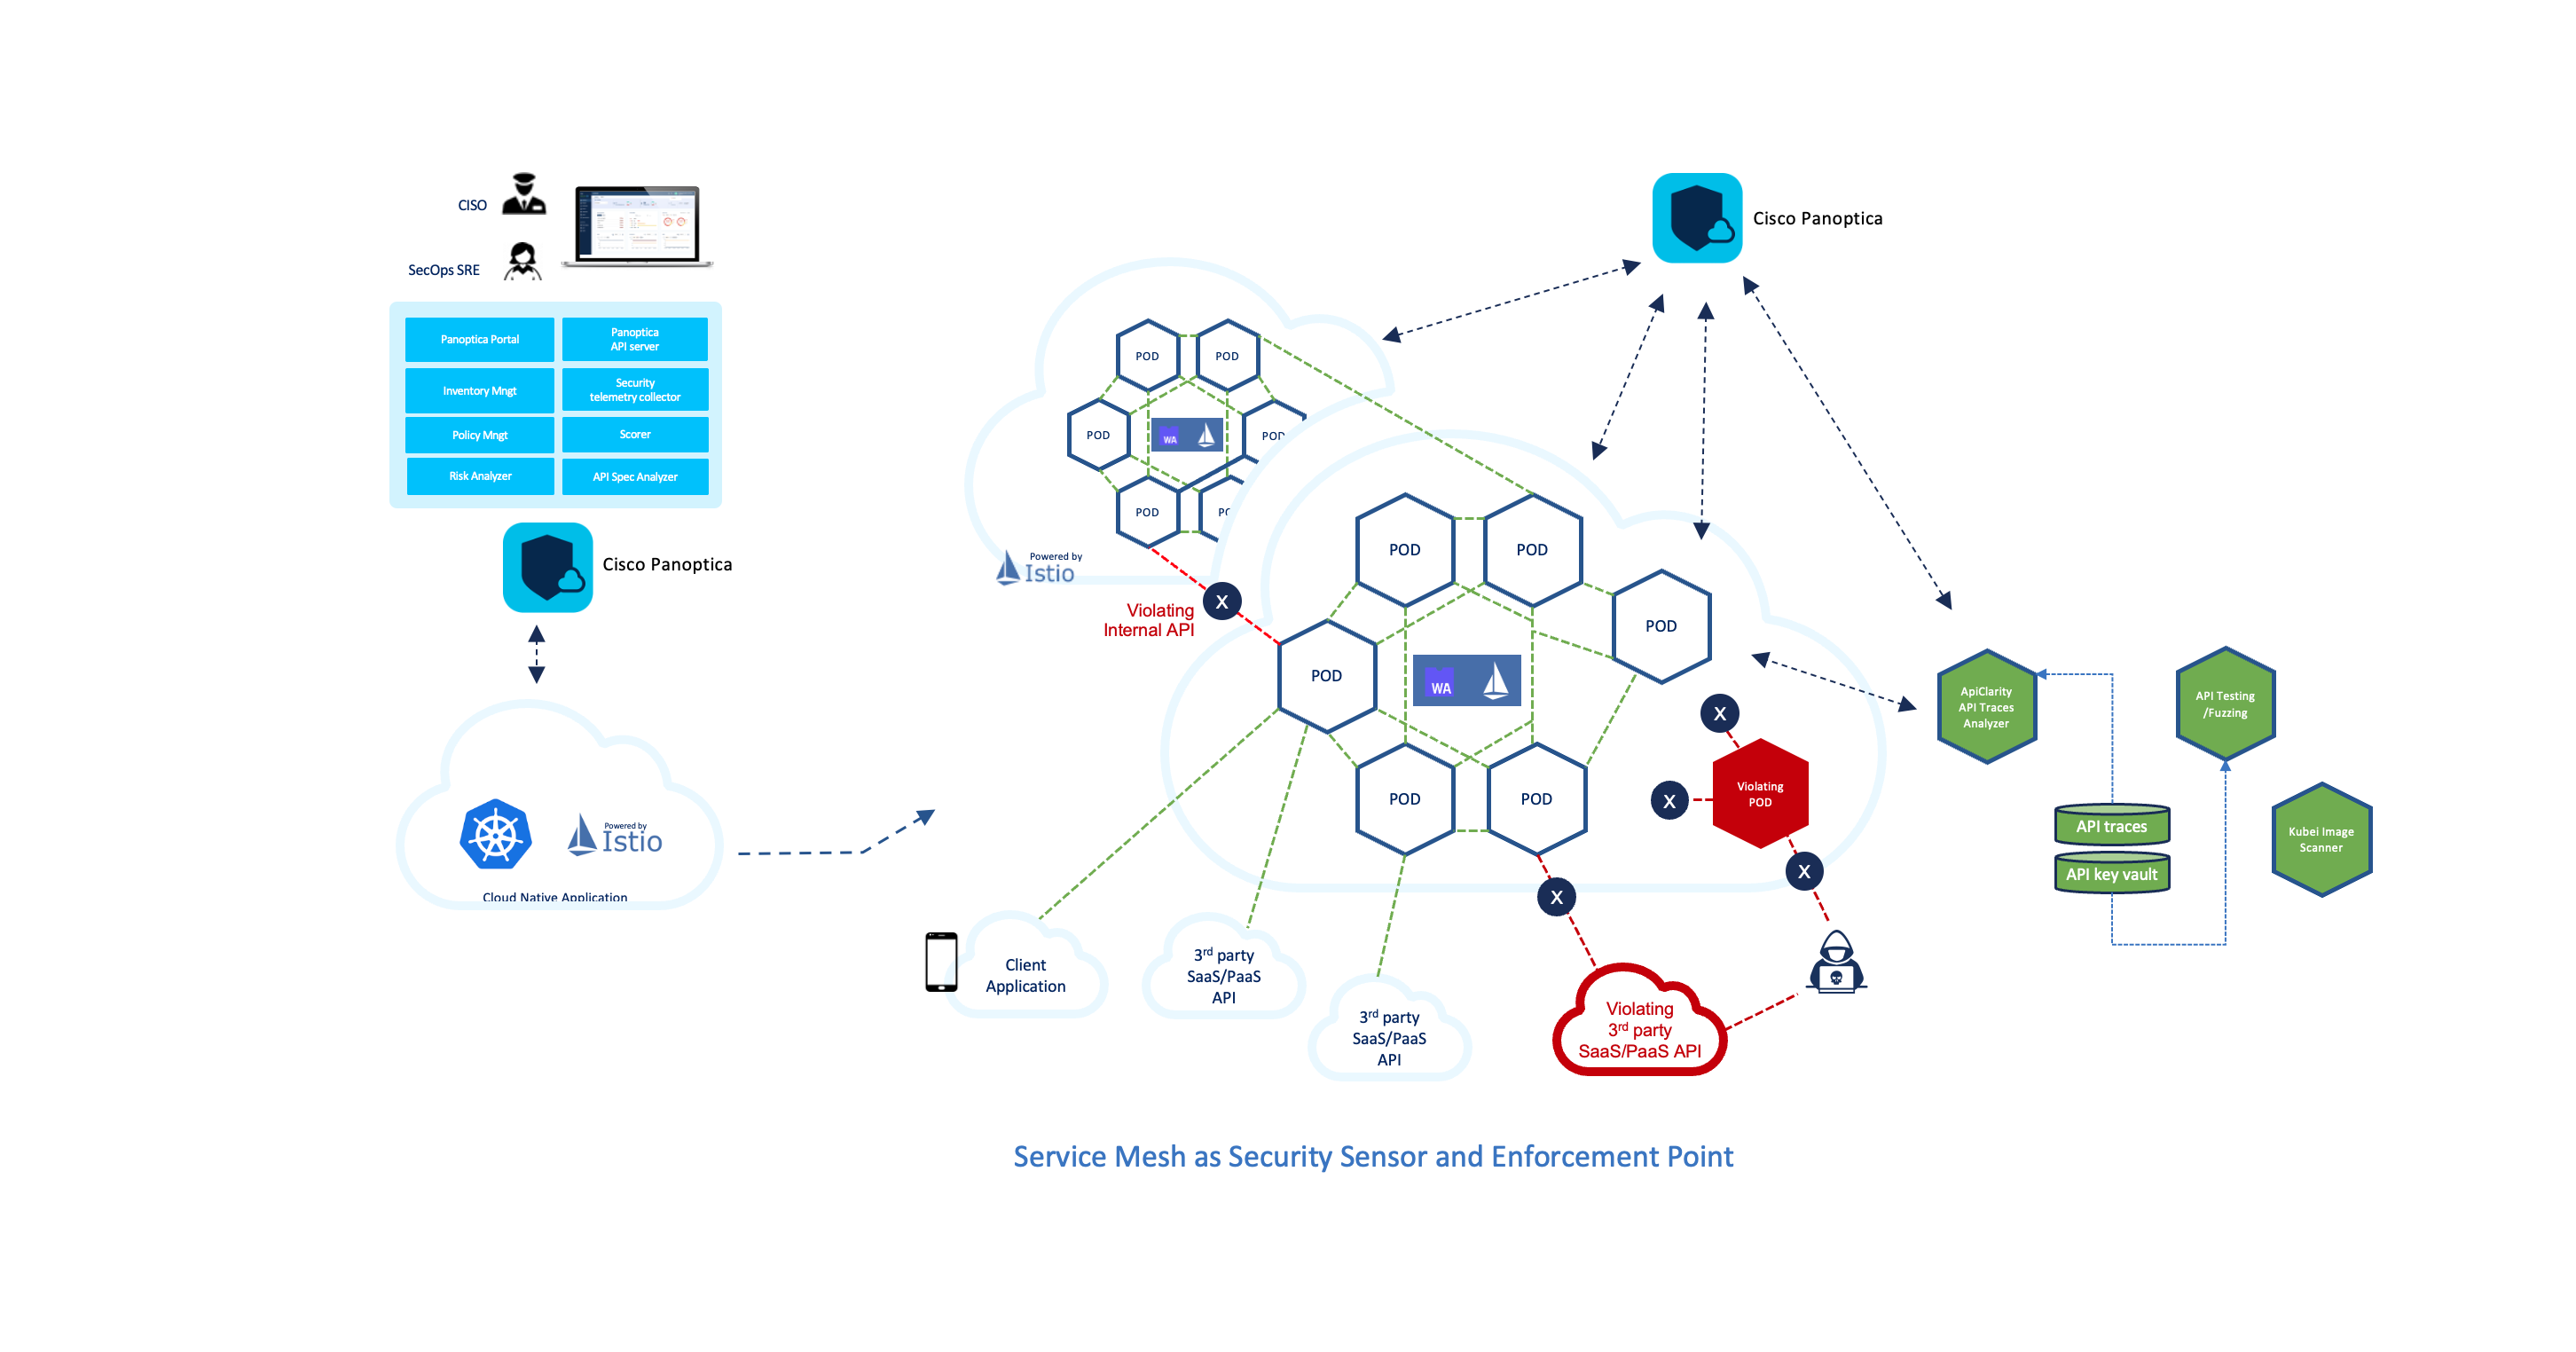 CISO
SecOps SRE
Panoptica Portal
Panoptica
API server
Inventory Mngt
Security
telemetry collector
Policy Mngt
Scorer
Risk Analyzer
API Spec Analyzer
Cisco Panoptica
Powered by
Istio
Cloud Native Application
Cisco Panoptica
POD
POD
POD
WA
POD
POD
Powered by
Istio
Violating
Internal API
X
POD
POD
POD
POD
WA
POD
POD
X
X
Violating
POD
X
X
Client
Application
3rd party
SaaS/PaaS
API
3rd party
SaaS/PaaS
API
Violating
3rd party
SaaS/PaaS API
ApiClarity
API Traces
Analyzer
API Testing
/Fuzzing
API traces
API key vault
Kubei Image
Scanner
Service Mesh as Security Sensor and Enforcement Point